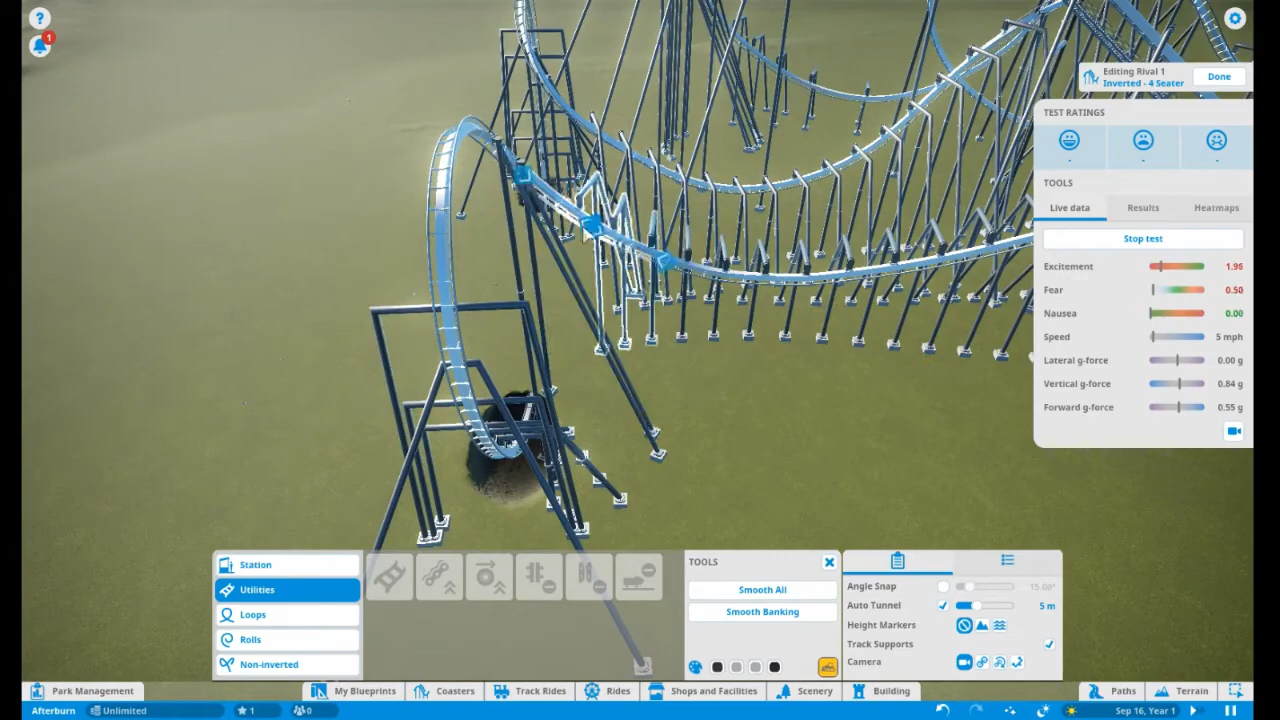 ?
1
Editing Rival 1
Inverted - 4 Seater
Done
TEST RATINGS
- - -
TOOLS
Live data Results Heatmaps
Stop test
Excitement 1.96
Fear 0.50
Nausea 0.00
Speed 5 mph
Lateral g-force 0.00 g
Vertical g-force 0.84 g
Forward g-force 0.55 g
Station
Utilities
Loops
Rolls
Non-inverted
TOOLS
Smooth All
Smooth Banking
Angle Snap 15.00°
Auto Tunnel 5 m
Height Markers
Track Supports
Camera
Park Management My Blueprints Coasters Track Rides Rides Shops and Facilities Scenery Building Paths Terrain
Afterburn Unlimited 1 0 Sep 16, Year 1